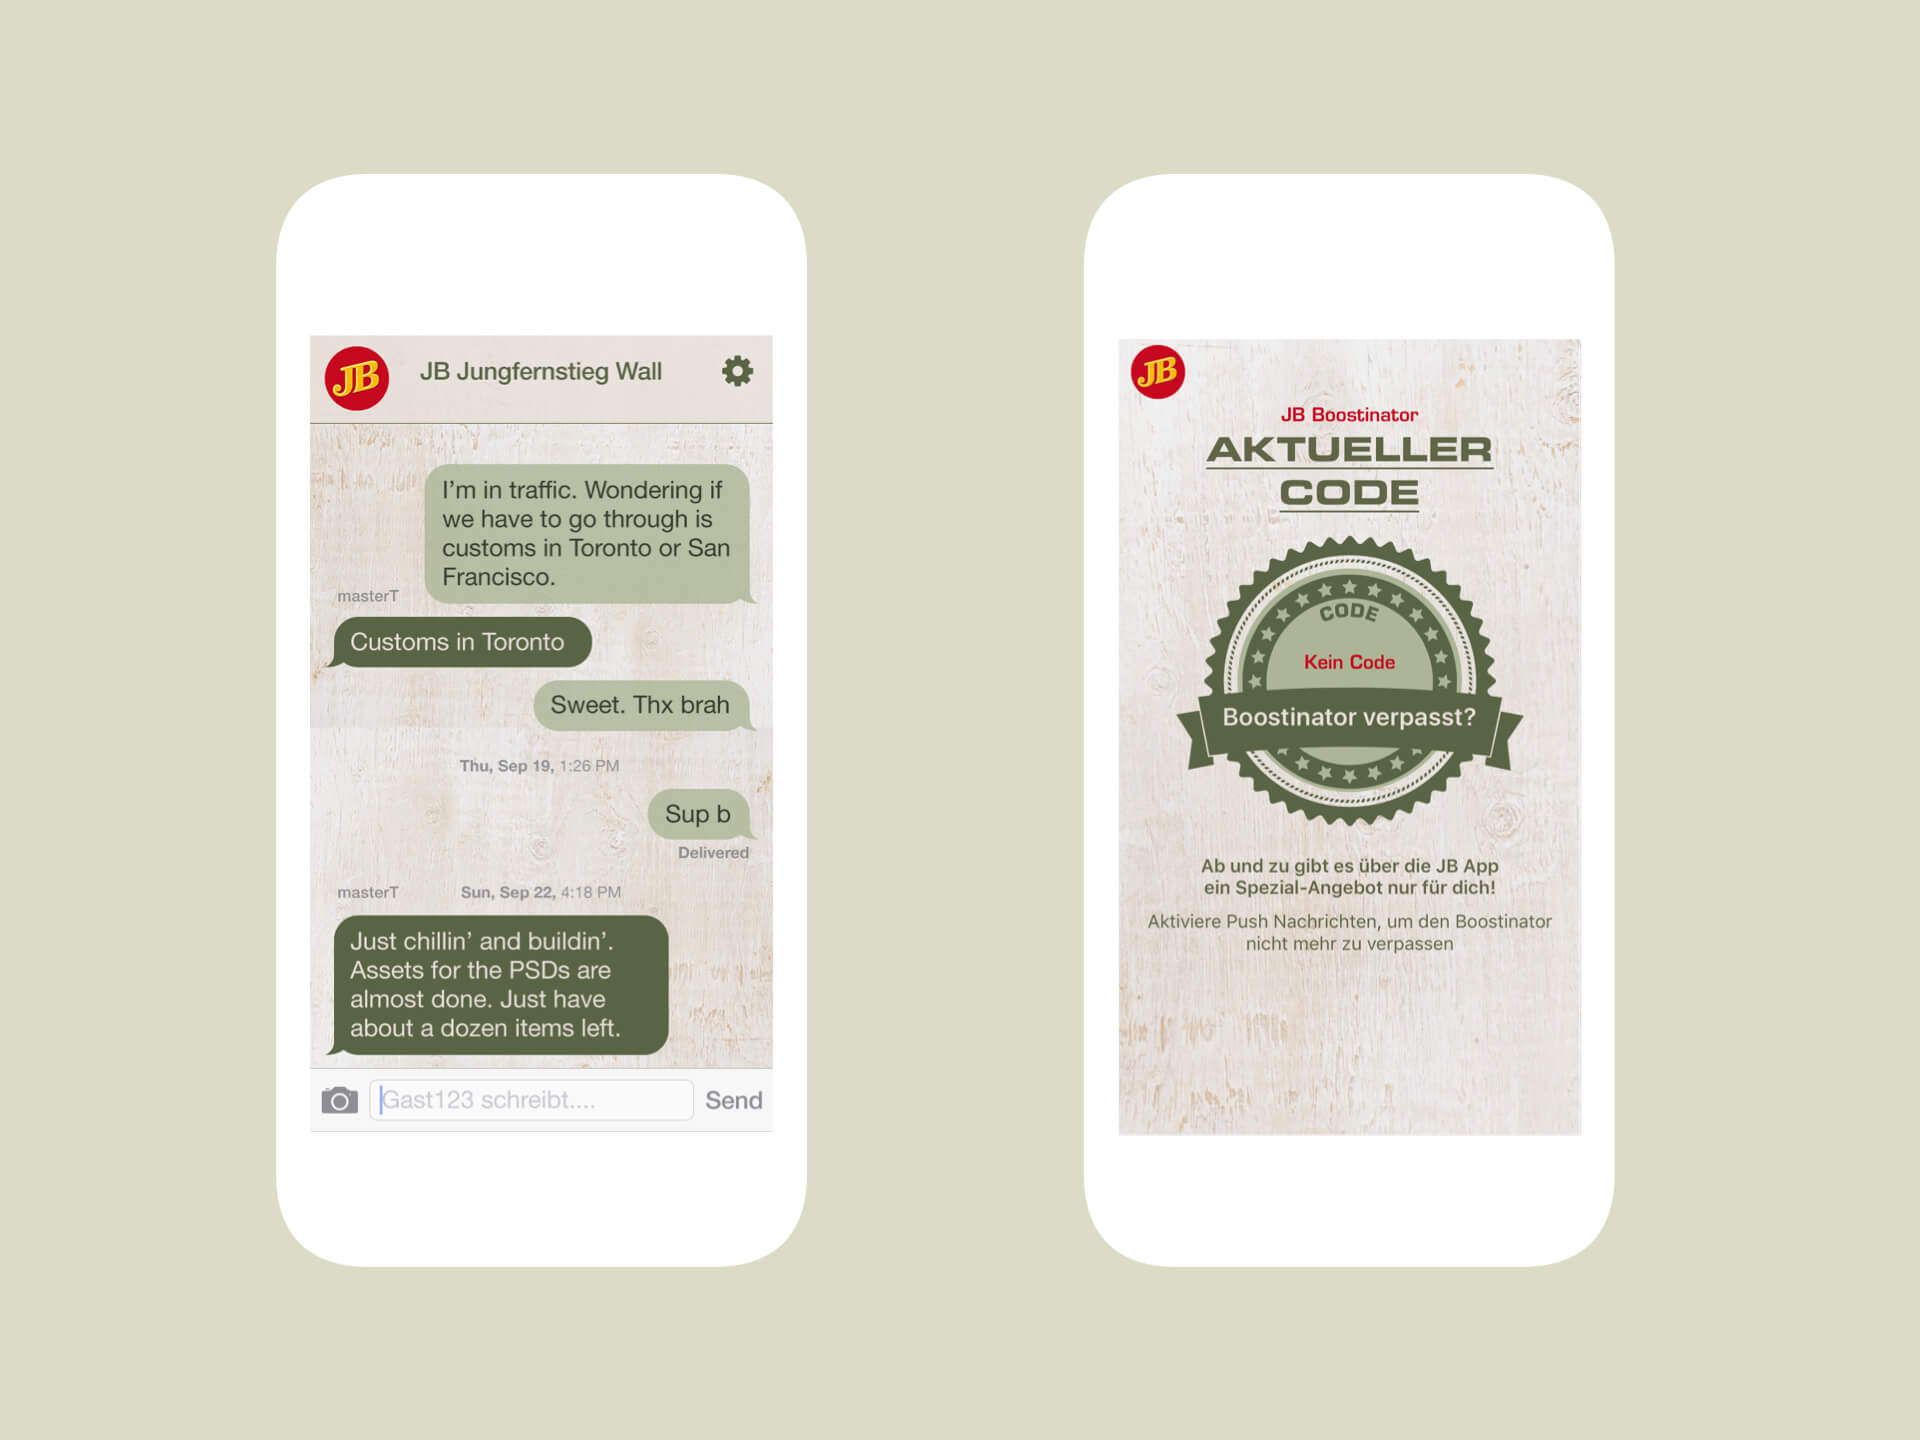 JB
JB Jungfernstieg Wall
I’m in traffic. Wondering if
we have to go through is
customs in Toronto or San
Francisco.
masterT
Customs in Toronto
Sweet. Thx brah
Thu, Sep 19, 1:26 PM
Sup b
Delivered
masterT
Sun, Sep 22, 4:18 PM
Just chillin’ and buildin’.
Assets for the PSDs are
almost done. Just have
about a dozen items left.
Gast123 schreibt....
Send
JB
JB Boostinator
AKTUELLER
CODE
CODE
Kein Code
Boostinator verpasst?
Ab und zu gibt es über die JB App
ein Spezial-Angebot nur für dich!
Aktiviere Push Nachrichten, um den Boostinator
nicht mehr zu verpassen